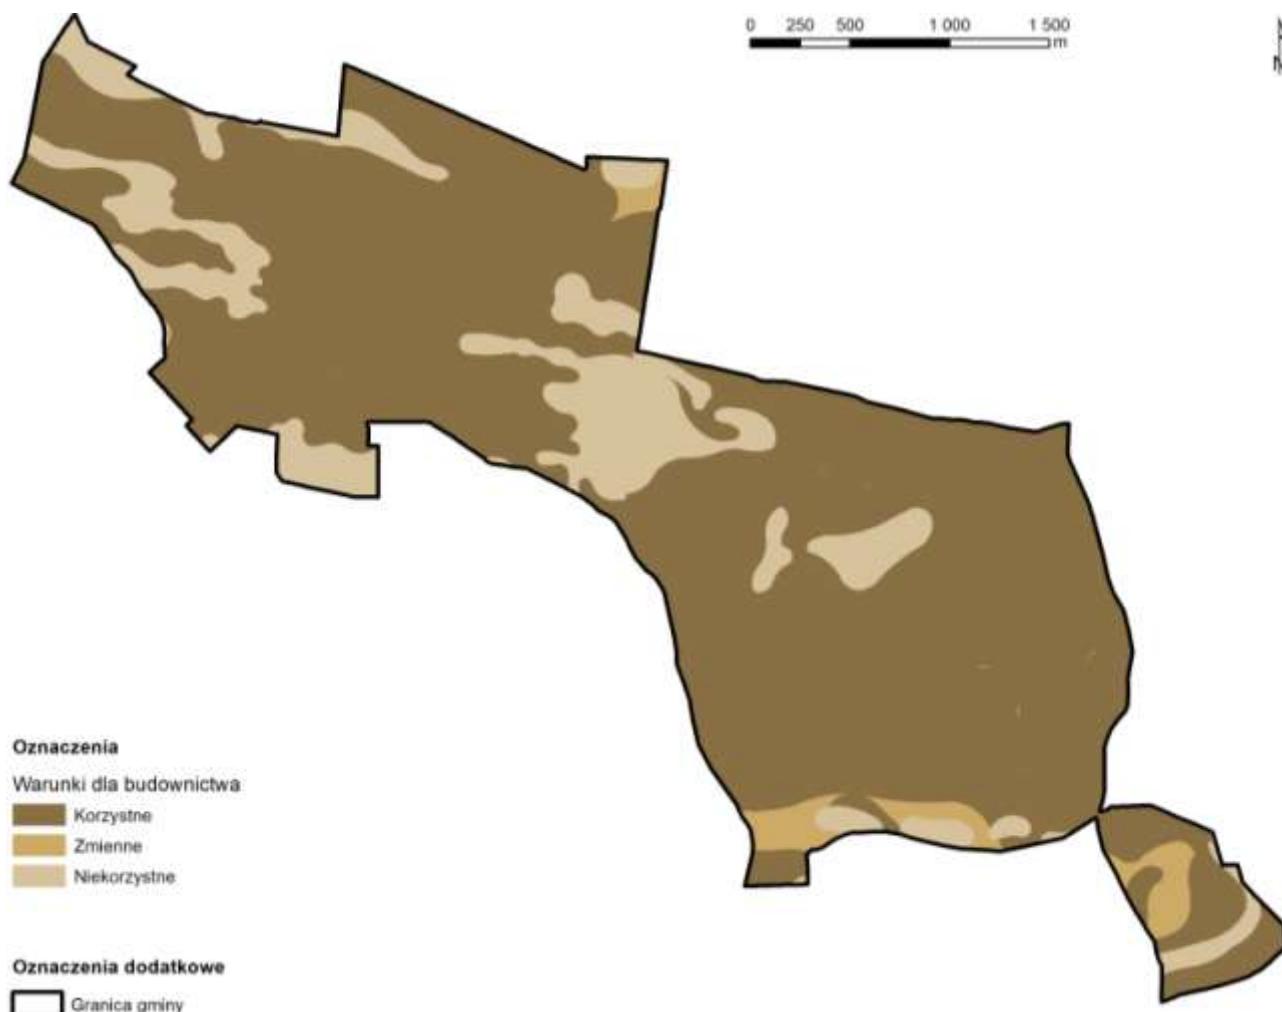 0 250 500 1 000 1 500
m
Oznaczenia
Warunki dla budownictwa
Korzystne
Zmienne
Niekorzystne
Oznaczenia dodatkowe
Granica gminy